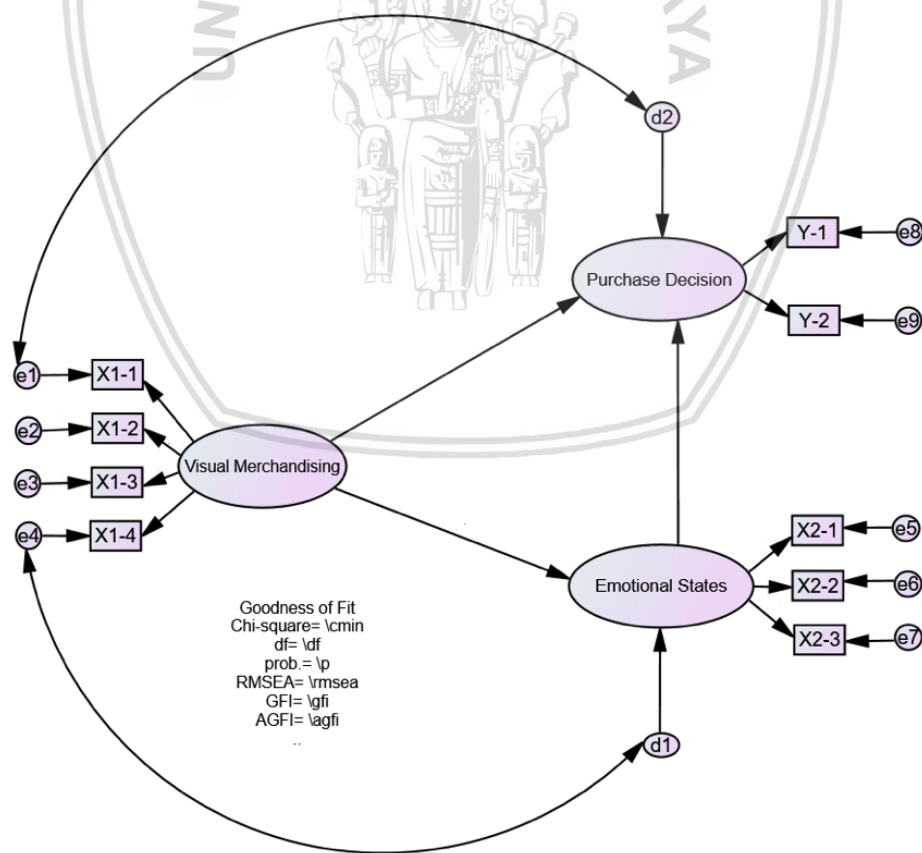 UNI
AYA
d2
Y-1
e8
Purchase Decision
Y-2
e9
e1
X1-1
e2
X1-2
Visual Merchandising
e3
X1-3
e4
X1-4
X2-1
e5
Emotional States
X2-2
e6
X2-3
e7
Goodness of Fit
Chi-square= \cmin
df= \df
prob.= \p
RMSEA= \rmsea
GFI= \gfi
AGFI= \agfi
..
d1